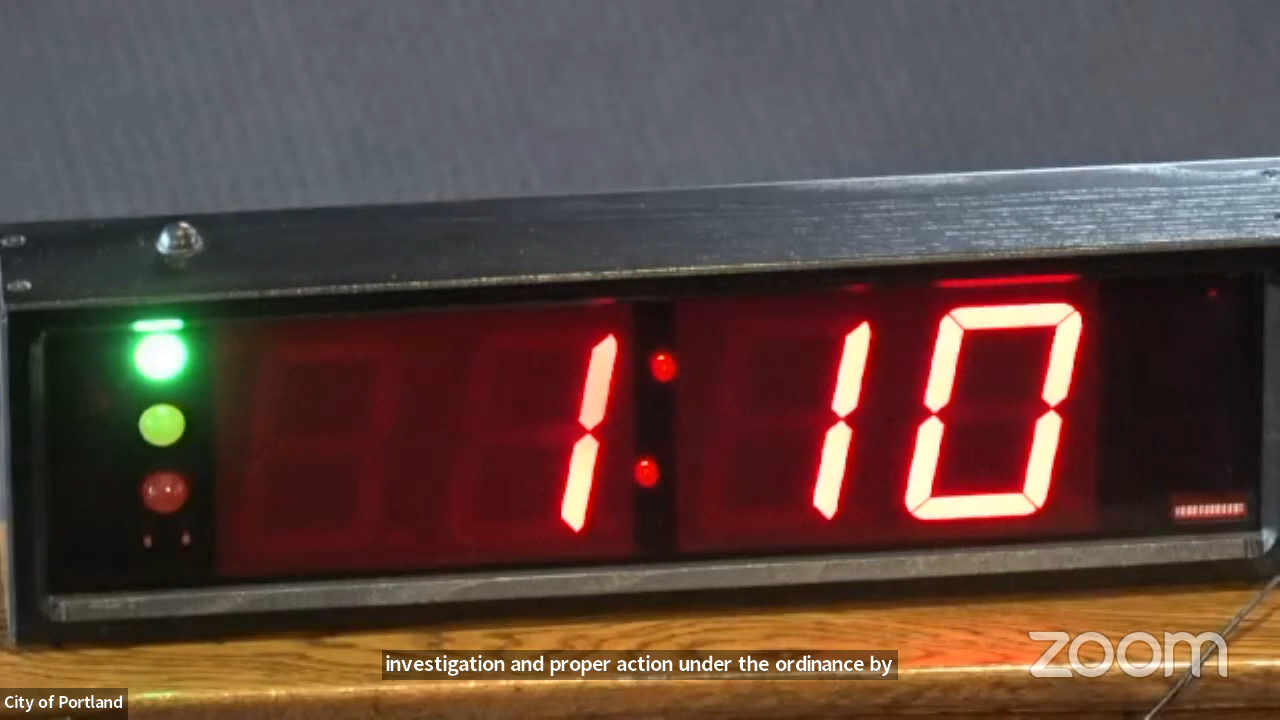 1:10
investigation and proper action under the ordinance by
zoom
City of Portland